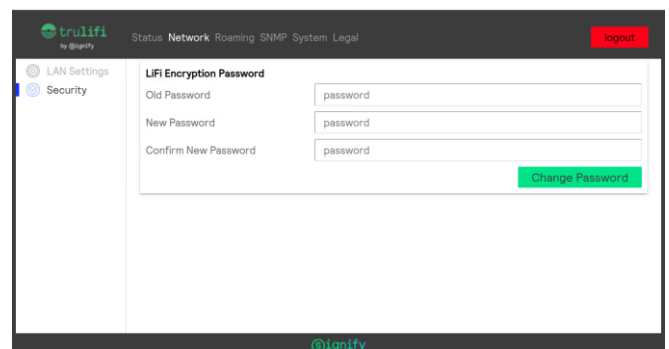 trulifi
by Signify
Status Network Roaming SNMP System Legal
logout
LAN Settings
Security
LiFi Encryption Password
Old Password password
New Password password
Confirm New Password password
Change Password
Signify